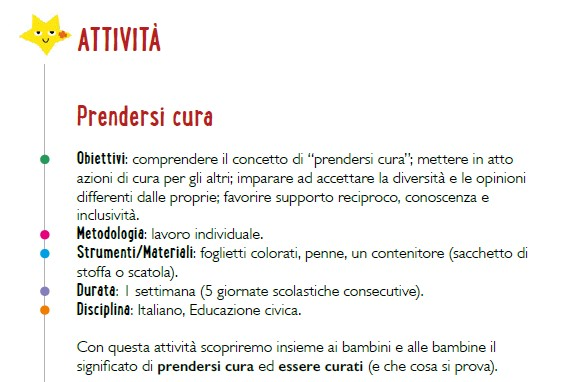 ATTIVITÀ
Prendersi cura
Obiettivi: comprendere il concetto di “prendersi cura”; mettere in atto
azioni di cura per gli altri; imparare ad accettare la diversità e le opinioni
differenti dalle proprie; favorire supporto reciproco, conoscenza e
inclusività.
Metodologia: lavoro individuale.
Strumenti/Materiali: foglietti colorati, penne, un contenitore (sacchetto di
stoffa o scatola).
Durata: 1 settimana (5 giornate scolastiche consecutive).
Disciplina: Italiano, Educazione civica.
Con questa attività scopriremo insieme ai bambini e alle bambine il
significato di prendersi cura ed essere curati (e che cosa si prova).